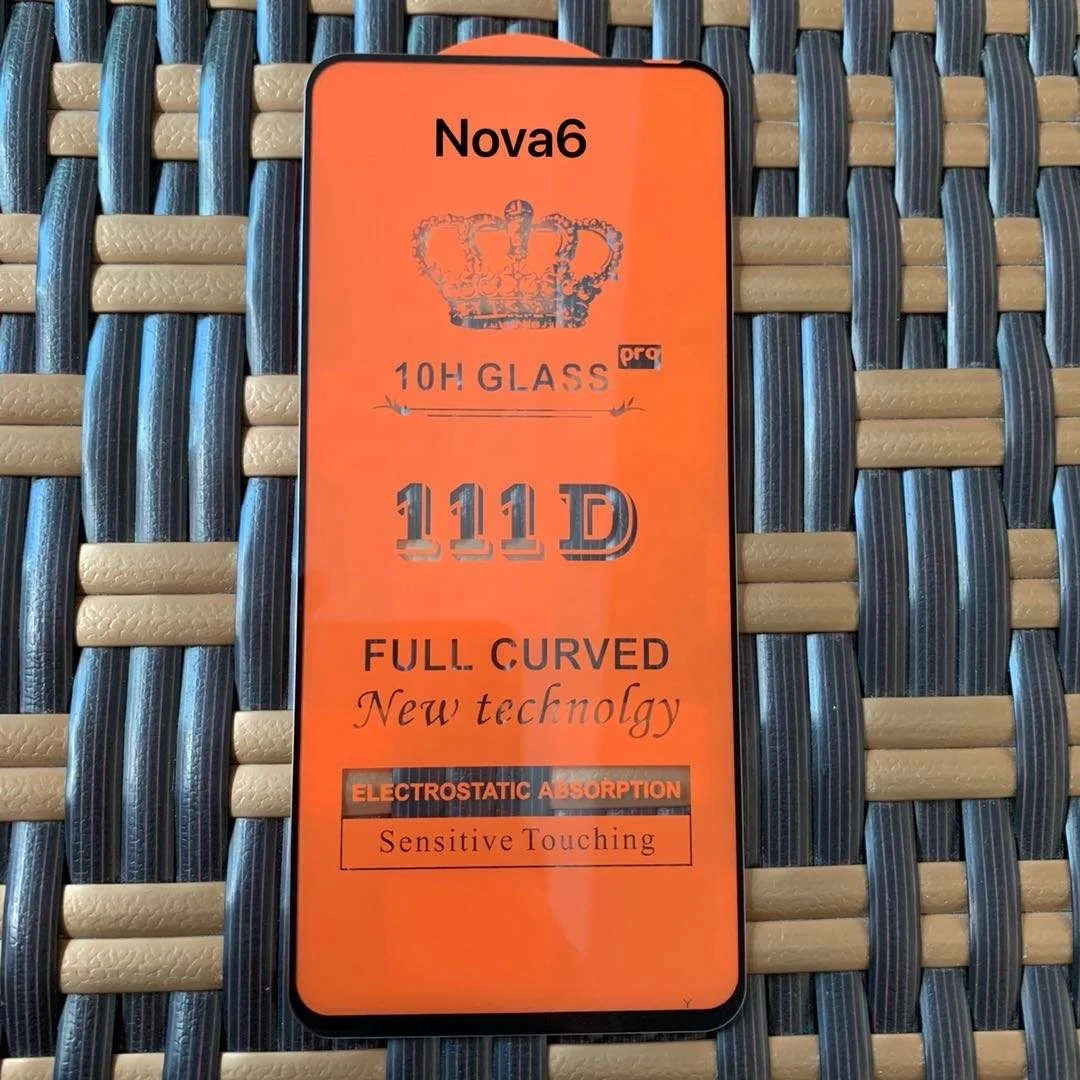 Nova6
10H GLASS pro
111D
FULL CURVED
New technolgy
ELECTROSTATIC ABSORPTION
Sensitive Touching
Y